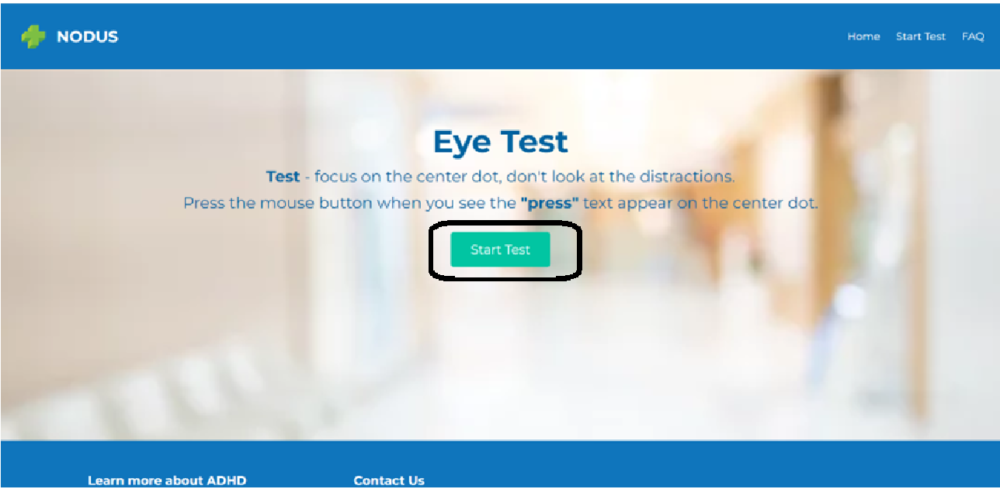 NODUS
Home Start Test FAQ
Eye Test
Test - focus on the center dot, don't look at the distractions.
Press the mouse button when you see the "press" text appear on the center dot.
Start Test
Learn more about ADHD
Contact Us